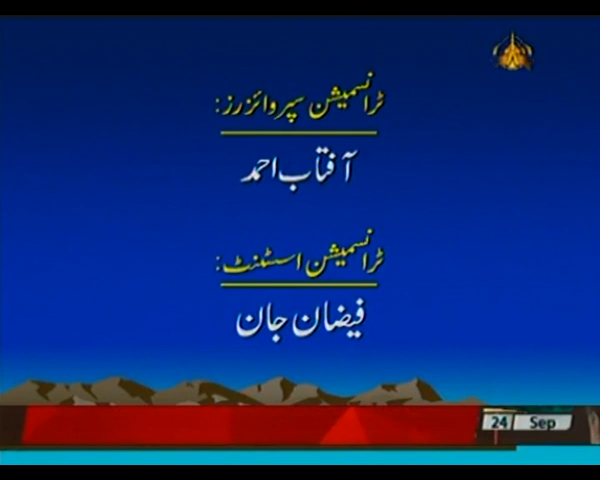 ٹرانسمیشن سپروائزرز:
آفتاب احمد
ٹرانسمیشن اسسٹنٹ:
فیضان جان
24 Sep